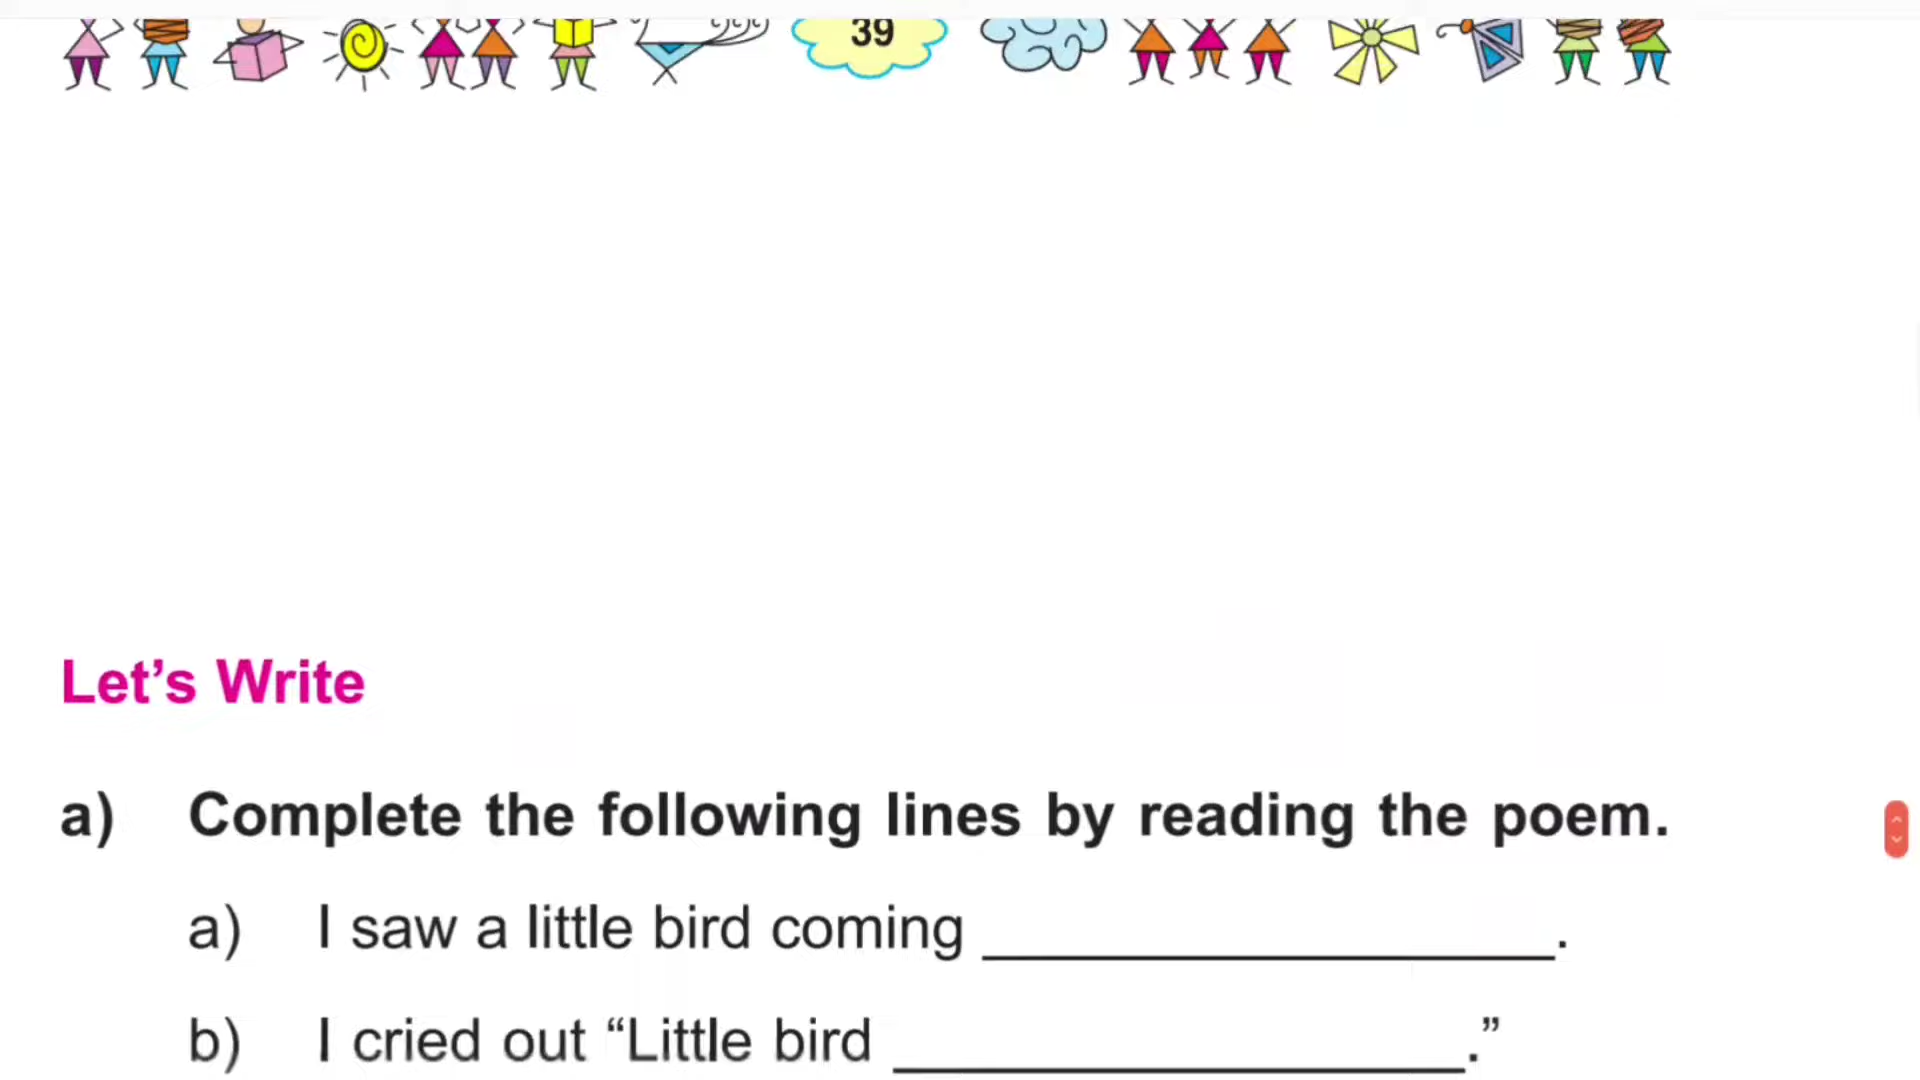 39
Let’s Write
a) Complete the following lines by reading the poem.
a) I saw a little bird coming ____________________.
b) I cried out “Little bird ____________________.”